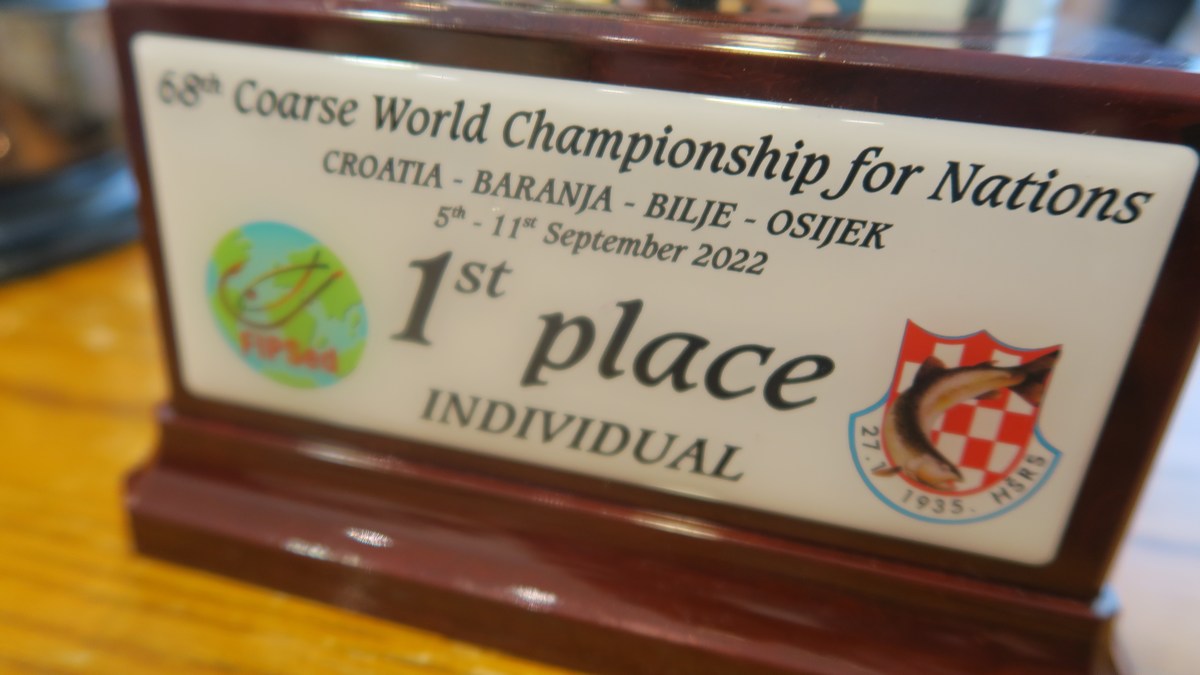 68th Coarse World Championship for Nations
CROATIA - BARANJA - BILJE - OSIJEK
5th - 11st September 2022
1st place
INDIVIDUAL
FIPSed
27. 1935. HŠRS